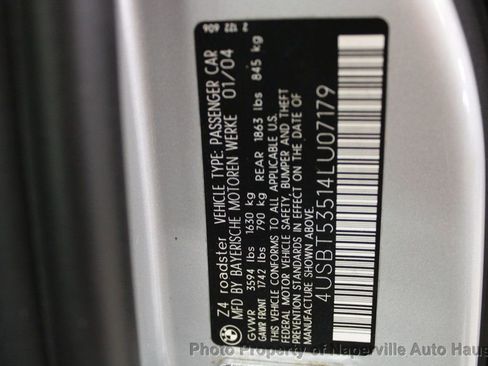 Z4 roadster VEHICLE TYPE: PASSENGER CAR
MFD BY BAYERISCHE MOTOREN WERKE 01/04
GVWR 3594 lbs 1630 kg
GAWR FRONT 1742 lbs 790 kg REAR 1863 lbs 845 kg
THIS VEHICLE CONFORMS TO ALL APPLICABLE U.S.
FEDERAL MOTOR VEHICLE SAFETY, BUMPER AND THEFT
PREVENTION STANDARDS IN EFFECT ON THE DATE OF
MANUFACTURE SHOWN ABOVE.
4USBT53514LU07179
Photo Property of Naperville Auto Haus